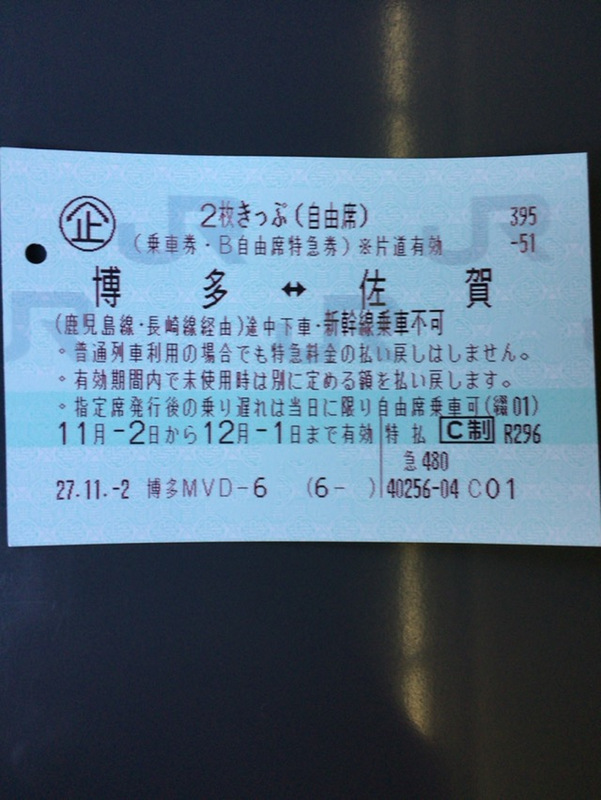 企 2枚きっぷ(自由席) 395
(乗車券・B自由席特急券)※片道有効 -51
博多 ↔ 佐賀
(鹿児島線・長崎線経由)途中下車・新幹線乗車不可
・普通列車利用の場合でも特急料金の払い戻しはしません。
・有効期間内で未使用時は別に定める額を払い戻します。
・指定席発行後の乗り遅れは当日に限り自由席乗車可(纏01)
11月-2日から12月-1日まで有効 特払 C制 R296
急480
27.11.-2 博多MVD-6 (6- ) 40256-04 C01